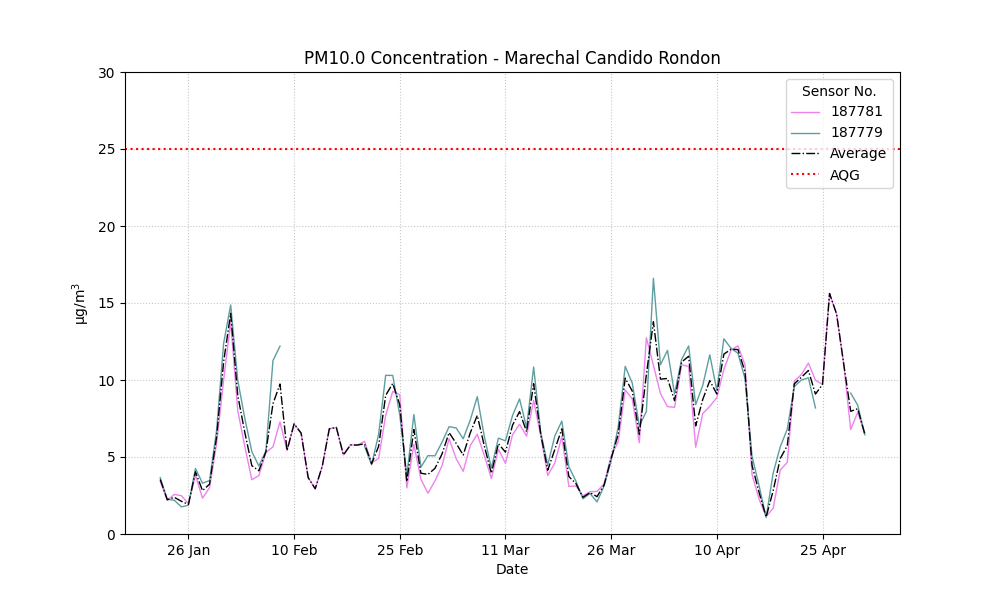 PM10.0 Concentration - Marechal Candido Rondon
30
25
20
15
10
5
0
µg/m³
Sensor No.
187781
187779
Average
AQG
26 Jan
10 Feb
25 Feb
11 Mar
26 Mar
10 Apr
25 Apr
Date